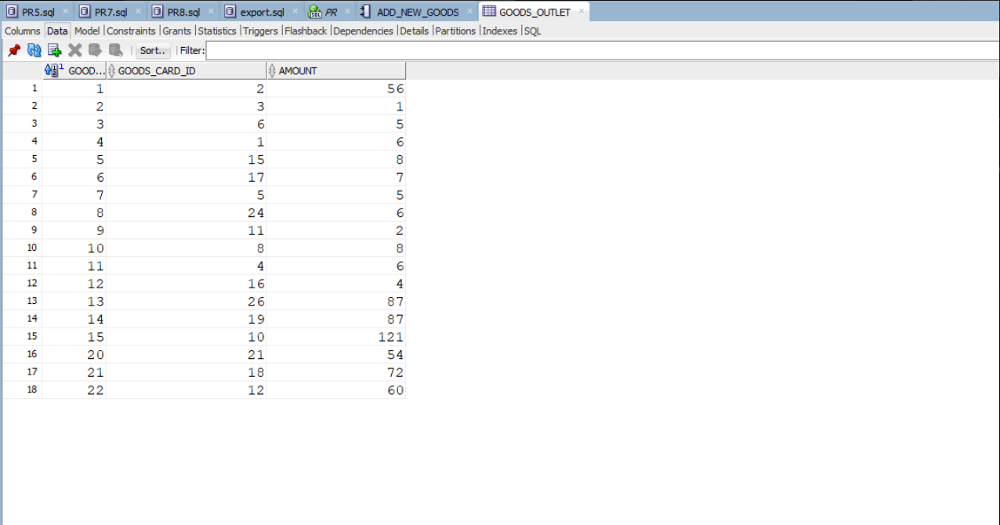 PR5.sql PR7.sql PR8.sql export.sql PR ADD_NEW_GOODS GOODS_OUTLET
Columns Data Model Constraints Grants Statistics Triggers Flashback Dependencies Details Partitions Indexes SQL
Sort.. Filter:
1 GOOD... GOODS_CARD_ID AMOUNT
1 1 2 56
2 2 3 1
3 3 6 5
4 4 1 6
5 5 15 8
6 6 17 7
7 7 5 5
8 8 24 6
9 9 11 2
10 10 8 8
11 11 4 6
12 12 16 4
13 13 26 87
14 14 19 87
15 15 10 121
16 20 21 54
17 21 18 72
18 22 12 60